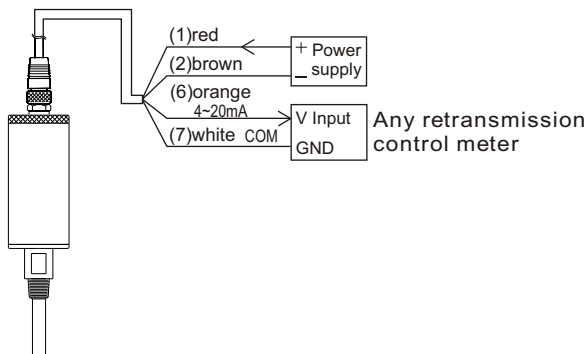 (1)red
+ Power
(2)brown
− supply
(6)orange
4~20mA
V Input
(7)white COM
GND
Any retransmission
control meter